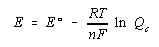 E = E° - RT/nF ln Q_c